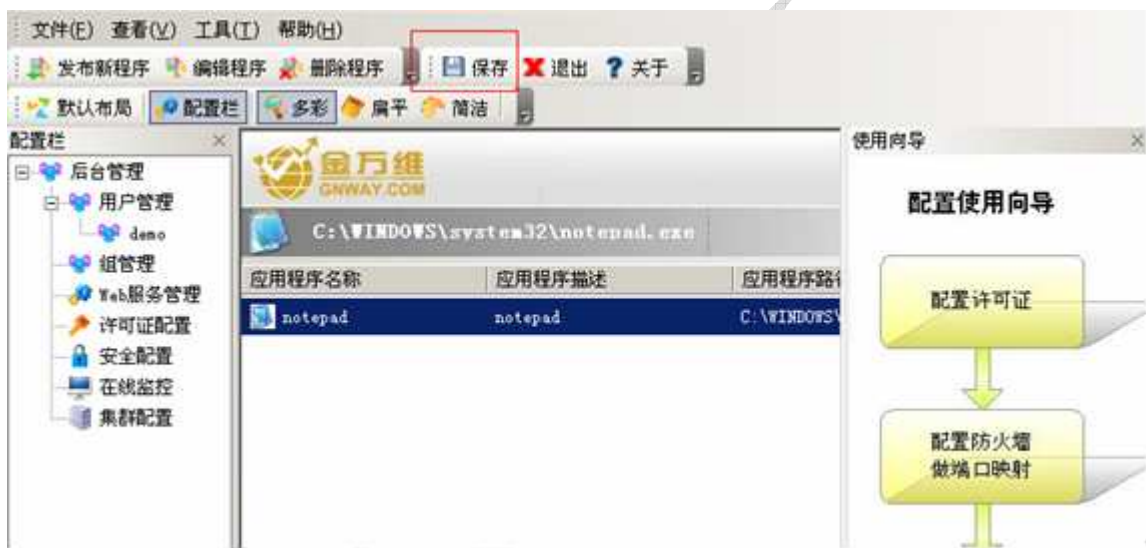 文件(F) 查看(V) 工具(T) 帮助(H)
发布新程序 编辑程序 删除程序 保存 退出 ? 关于
默认布局 配置栏 多彩 扁平 简洁
配置栏
后台管理
用户管理
demo
组管理
Web服务管理
许可证配置
安全配置
在线监控
集群配置
金万维
GNWAY.COM
C:\WINDOWS\system32\notepad.exe
应用程序名称 应用程序描述 应用程序路
notepad notepad C:\WINDOWS\
使用向导
配置使用向导
配置许可证
配置防火墙
做端口映射